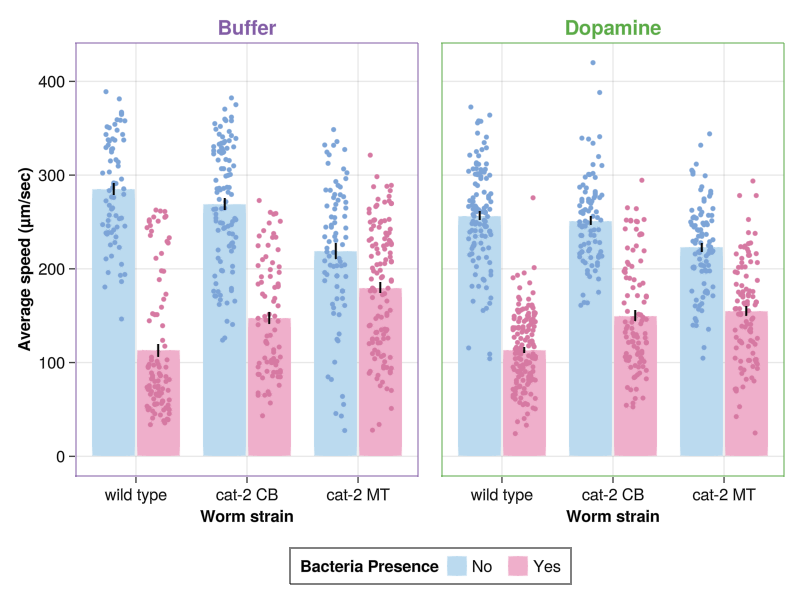 Buffer
Dopamine
Average speed (µm/sec)
400
300
200
100
0
wild type cat-2 CB cat-2 MT
wild type cat-2 CB cat-2 MT
Worm strain
Worm strain
Bacteria Presence No Yes